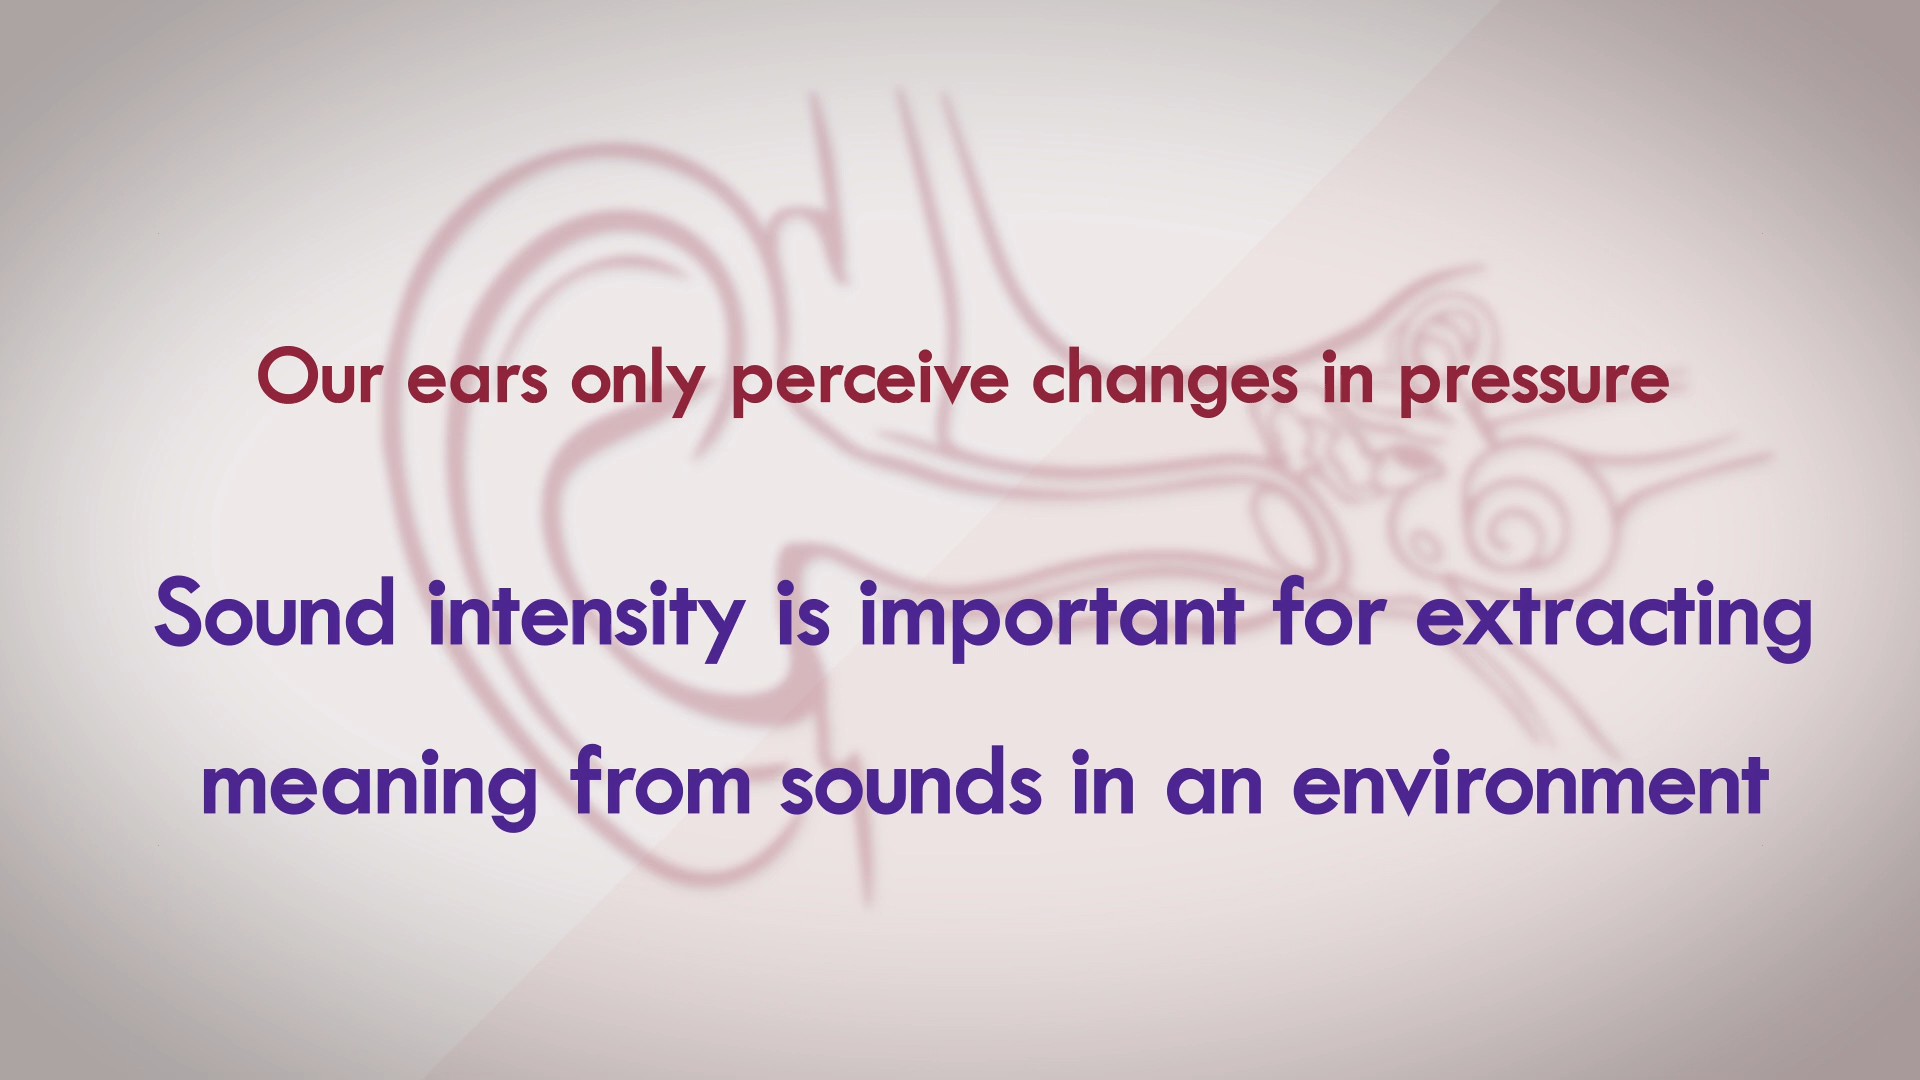 Our ears only perceive changes in pressure
Sound intensity is important for extracting
meaning from sounds in an environment